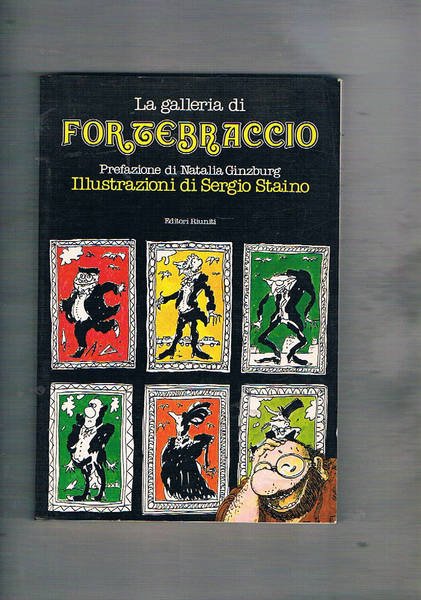 La galleria di
FORTEBRACCIO
Prefazione di Natalia Ginzburg
Illustrazioni di Sergio Staino
Editori Riuniti